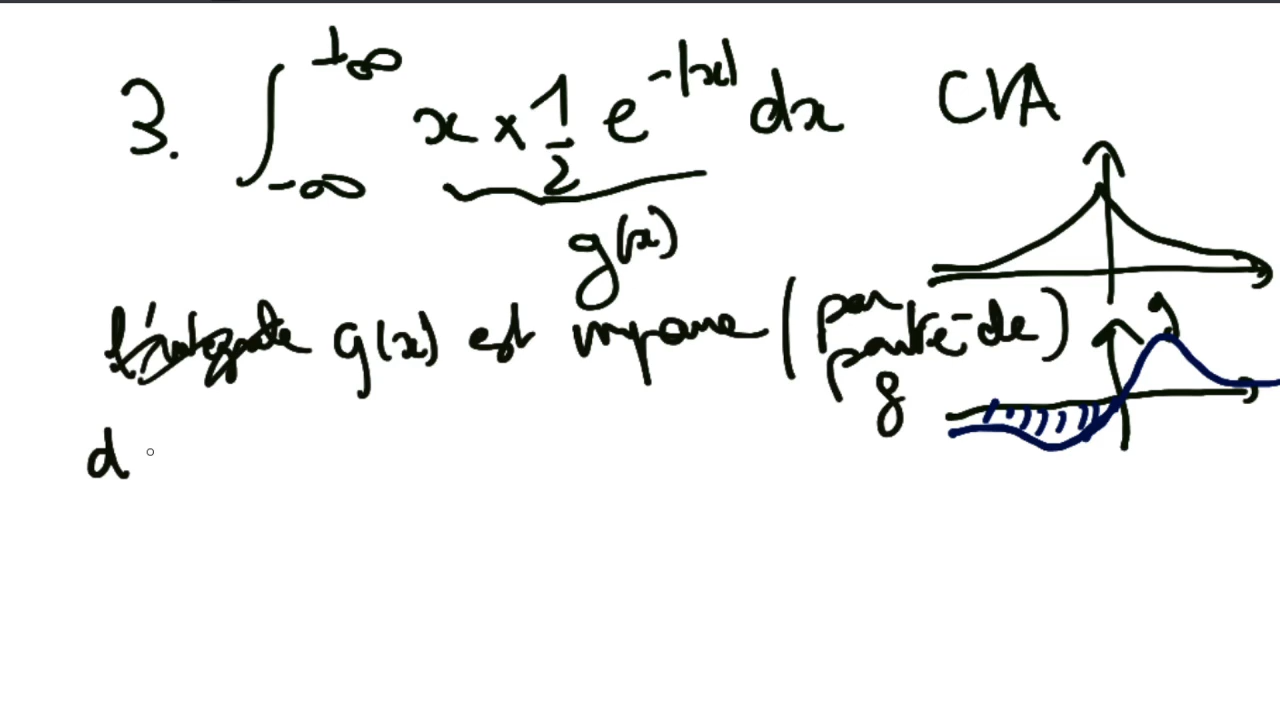 3. ∫_{-∞}^{+∞} x × 1/2 e^{-|x|} dx CVA
g(x)
g(x) est impaire (par parité de)
g
g
d